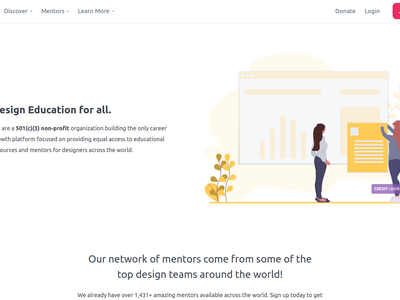 Discover Mentors Learn More Donate Login
esign Education for all.
are a 501(c)(3) non-profit organization building the only career
wth platform focused on providing equal access to educational
ources and mentors for designers across the world.
CREDIT USER
Our network of mentors come from some of the
top design teams around the world!
We already have over 1,431+ amazing mentors available across the world. Sign up today to get